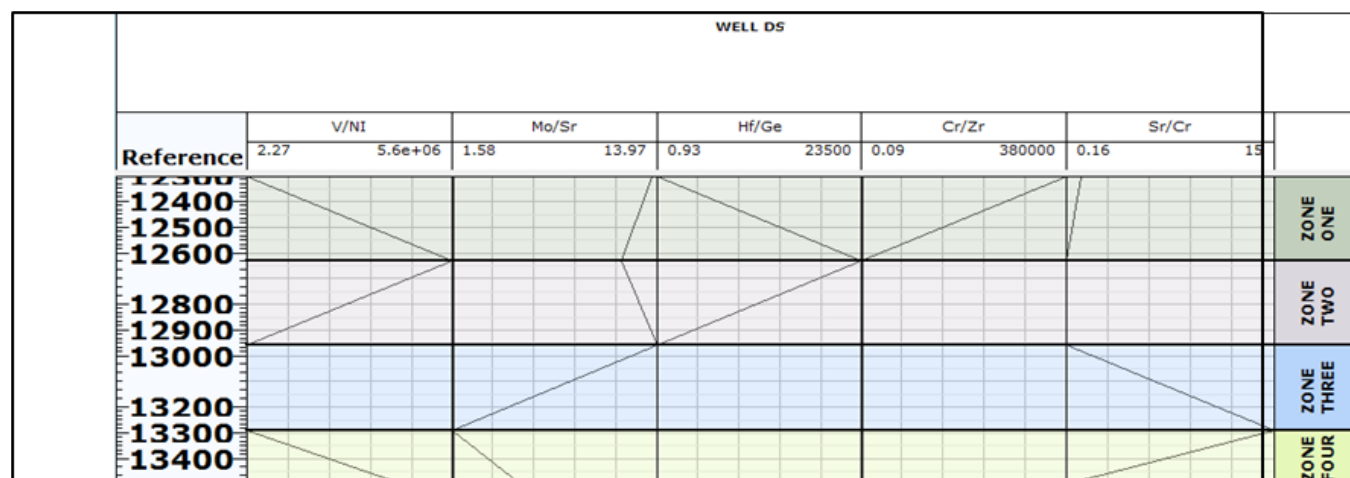 WELL DS
V/NI Mo/Sr Hf/Ge Cr/Zr Sr/Cr
Reference 2.27 5.6e+06 1.58 13.97 0.93 23500 0.09 380000 0.16 15
12300
12400
12500
12600
12800
12900
13000
13200
13300
13400
ZONE
ONE
ZONE
TWO
ZONE
THREE
ZONE
FOUR